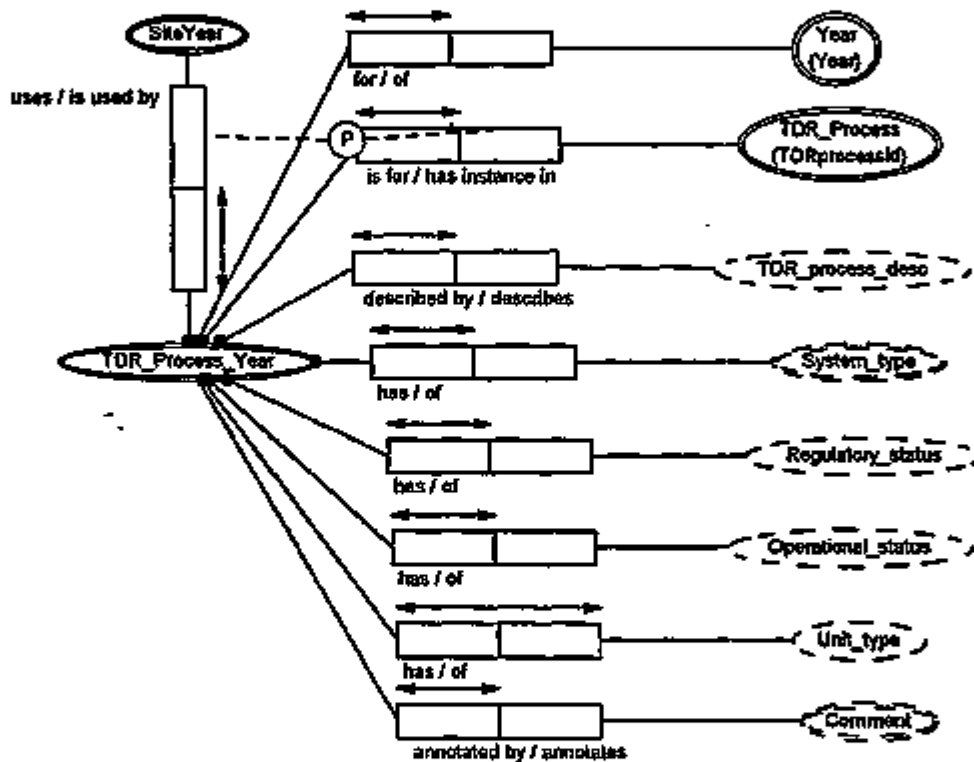 SiteYear
Year
(Year)
for / of
uses / is used by
P
TDR_Process
(TDRprocessid)
is for / has instance in
TDR_process_desc
described by / describes
TDR_Process_Year
System_type
has / of
Regulatory_status
has / of
Operational_status
has / of
Unit_type
has / of
Comment
annotated by / annotates